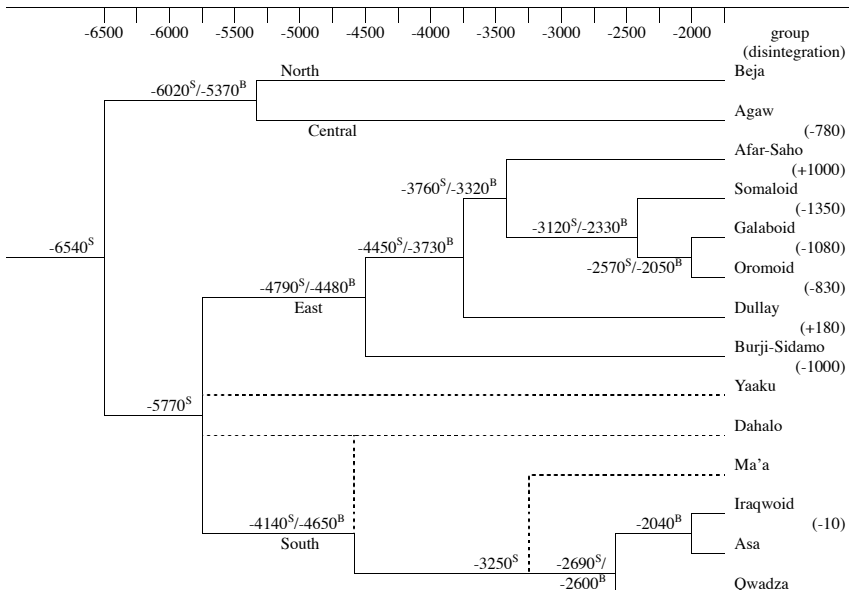 -6500 -6000 -5500 -5000 -4500 -4000 -3500 -3000 -2500 -2000 group
(disintegration)
North Beja
-6020ˢ/-5370ᴮ
Agaw
Central
(-780)
Afar-Saho
(+1000)
-3760ˢ/-3320ᴮ Somaloid
(-1350)
-3120ˢ/-2330ᴮ Galaboid
-6540ˢ -4450ˢ/-3730ᴮ (-1080)
-2570ˢ/-2050ᴮ Oromoid
-4790ˢ/-4480ᴮ (-830)
East Dullay
(+180)
Burji-Sidamo
(-1000)
Yaaku
-5770ˢ
Dahalo
Ma'a
Iraqwoid
-4140ˢ/-4650ᴮ -2040ᴮ (-10)
South Asa
-3250ˢ -2690ˢ/
-2600ᴮ Qwadza